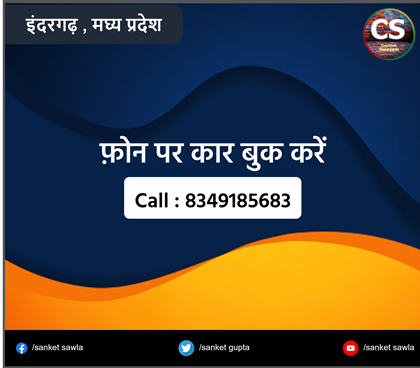 इंदरगढ़ , मध्य प्रदेश
CS
फ़ोन पर कार बुक करें
Call : 8349185683
/sanket sawla
/sanket gupta
/sanket sawla